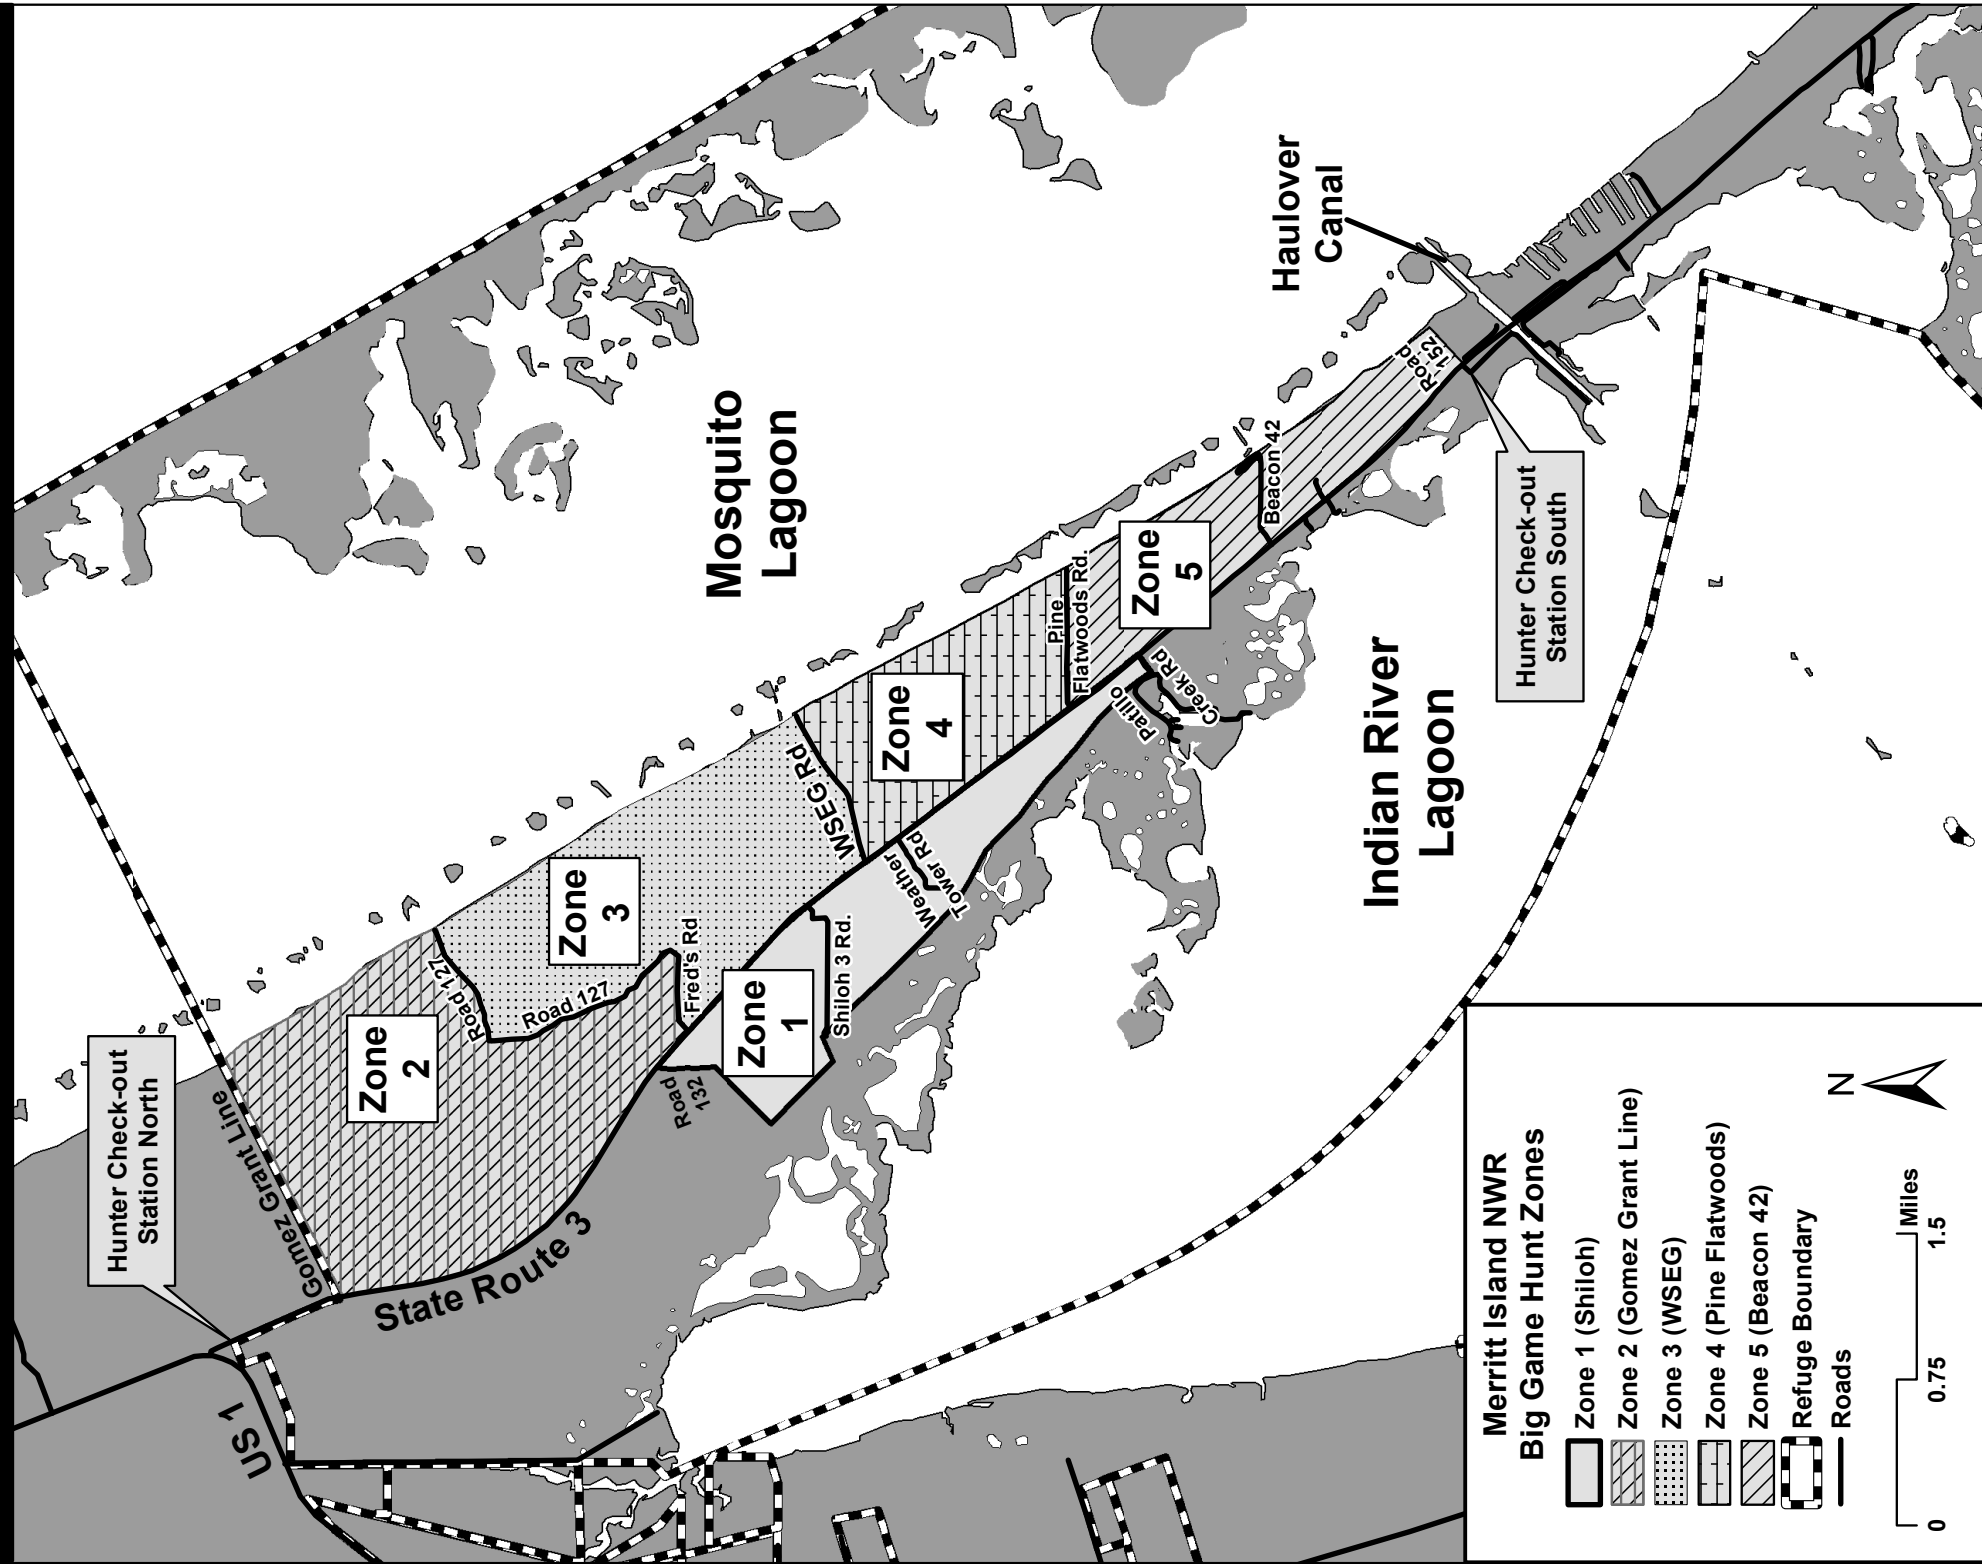 Hunter Check-out
Station North
Gomez Grant Line
US 1
State Route 3
Zone
2
Road 127
Road 127
Zone
3
Fred's Rd
Road
132
Zone
1
Shiloh 3 Rd.
WSEG Rd
Weather
Tower Rd
Zone
4
Pine
Flatwoods Rd.
Patillo
Creek Rd
Zone
5
Beacon 42
Road
152
Mosquito
Lagoon
Haulover
Canal
Indian River
Lagoon
Hunter Check-out
Station South
Merritt Island NWR
Big Game Hunt Zones
Zone 1 (Shiloh)
Zone 2 (Gomez Grant Line)
Zone 3 (WSEG)
Zone 4 (Pine Flatwoods)
Zone 5 (Beacon 42)
Refuge Boundary
Roads
N
Miles
0 0.75 1.5